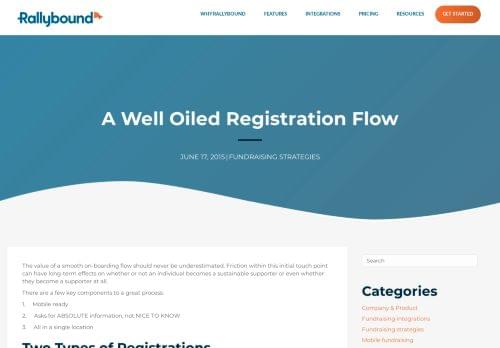 Rallybound
WHY RALLYBOUND
FEATURES
INTEGRATIONS
PRICING
RESOURCES
GET STARTED
A Well Oiled Registration Flow
JUNE 17, 2015 | FUNDRAISING STRATEGIES
The value of a smooth on-boarding flow should never be underestimated. Friction within this initial touch point
can have long-term effects on whether or not an individual becomes a sustainable supporter or even whether
they become a supporter at all.
There are a few key components to a great process.
1. Mobile ready
2. Asks for ABSOLUTE information, not NICE TO KNOW
3. All in a single location
Two Types of Registrations
Search
Categories
Company & Product
Fundraising integrations
Fundraising strategies
Mobile fundraising